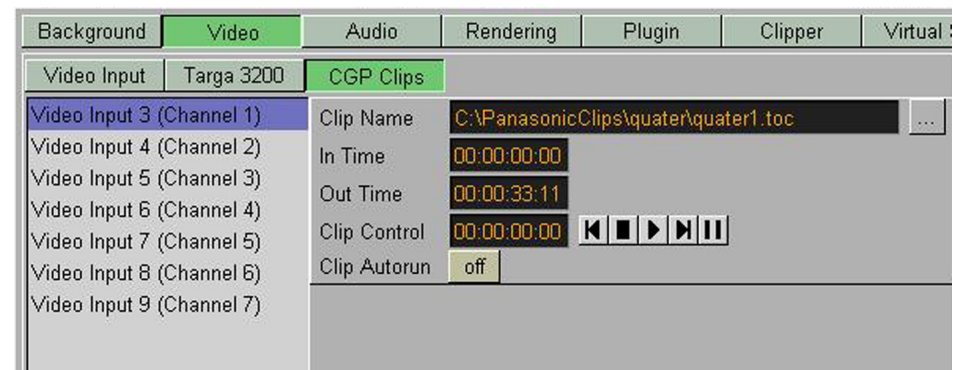 Background Video Audio Rendering Plugin Clipper Virtual
Video Input Targa 3200 CGP Clips
Video Input 3 (Channel 1)
Video Input 4 (Channel 2)
Video Input 5 (Channel 3)
Video Input 6 (Channel 4)
Video Input 7 (Channel 5)
Video Input 8 (Channel 6)
Video Input 9 (Channel 7)
Clip Name C:\PanasonicClips\quater\quater1.toc ...
In Time 00:00:00:00
Out Time 00:00:33:11
Clip Control 00:00:00:00
Clip Autorun off